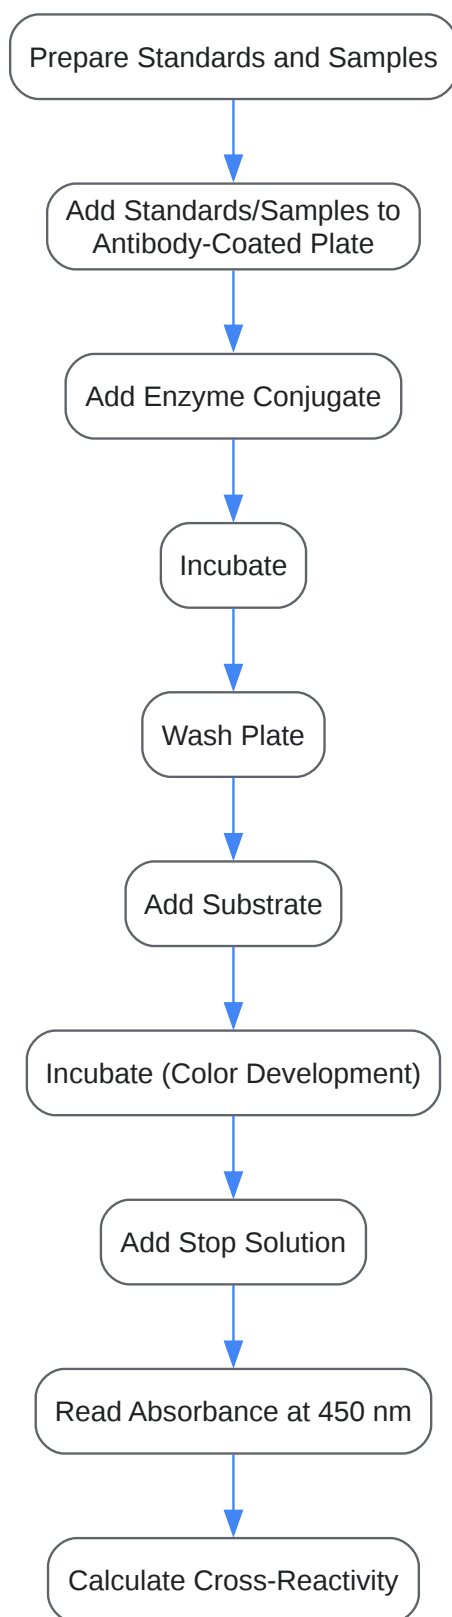 Prepare Standards and Samples
Add Standards/Samples to
Antibody-Coated Plate
Add Enzyme Conjugate
Incubate
Wash Plate
Add Substrate
Incubate (Color Development)
Add Stop Solution
Read Absorbance at 450 nm
Calculate Cross-Reactivity